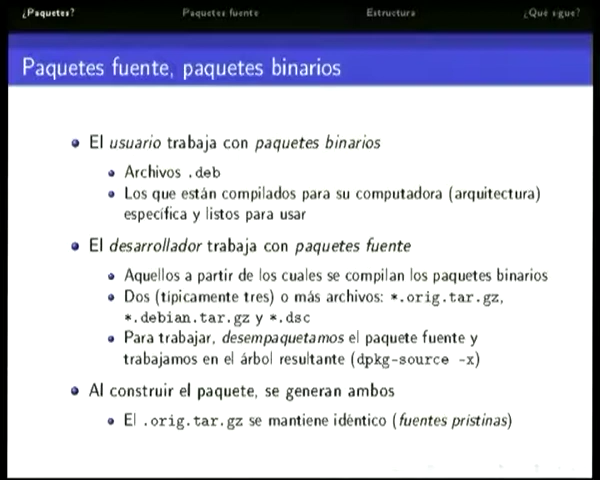 ¿Paquetes?
Paquetes fuente
Estructura
¿Qué sigue?
Paquetes fuente, paquetes binarios
El usuario trabaja con paquetes binarios
Archivos .deb
Los que están compilados para su computadora (arquitectura)
específica y listos para usar
El desarrollador trabaja con paquetes fuente
Aquellos a partir de los cuales se compilan los paquetes binarios
Dos (típicamente tres) o más archivos: *.orig.tar.gz,
*.debian.tar.gz y *.dsc
Para trabajar, desempaquetamos el paquete fuente y
trabajamos en el árbol resultante (dpkg-source -x)
Al construir el paquete, se generan ambos
El .orig.tar.gz se mantiene idéntico (fuentes prístinas)